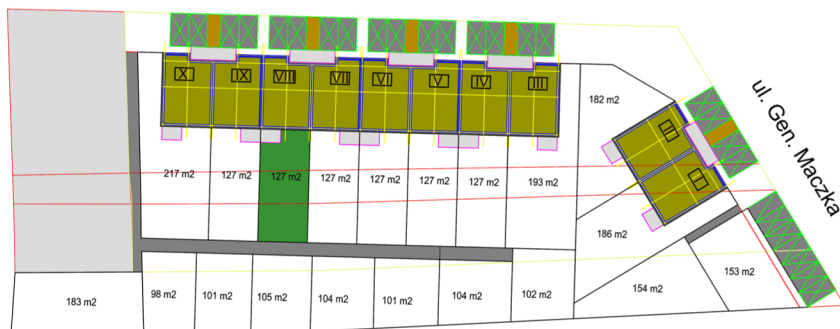 X
IX
VIII
VII
VI
V
IV
III
182 m2
II
I
ul. Gen. Maczka
217 m2
127 m2
127 m2
127 m2
127 m2
127 m2
127 m2
193 m2
186 m2
183 m2
98 m2
101 m2
105 m2
104 m2
101 m2
104 m2
102 m2
154 m2
153 m2